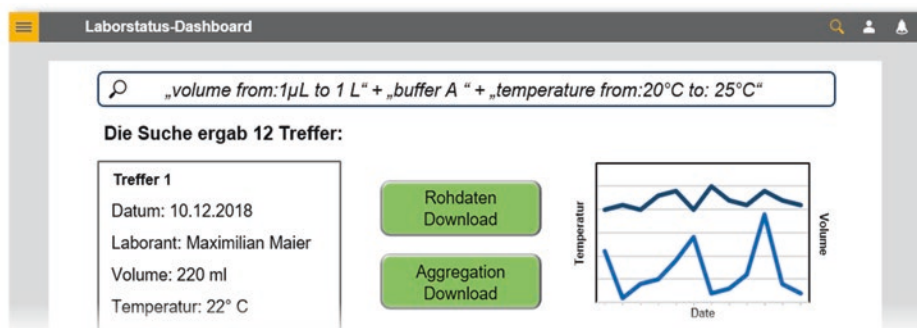 Laborstatus-Dashboard
„volume from:1µL to 1 L“ + „buffer A “ + „temperature from:20°C to: 25°C“
Die Suche ergab 12 Treffer:
Treffer 1
Datum: 10.12.2018
Laborant: Maximilian Maier
Volume: 220 ml
Temperatur: 22° C
Rohdaten
Download
Aggregation
Download
Temperatur
Volume
Date